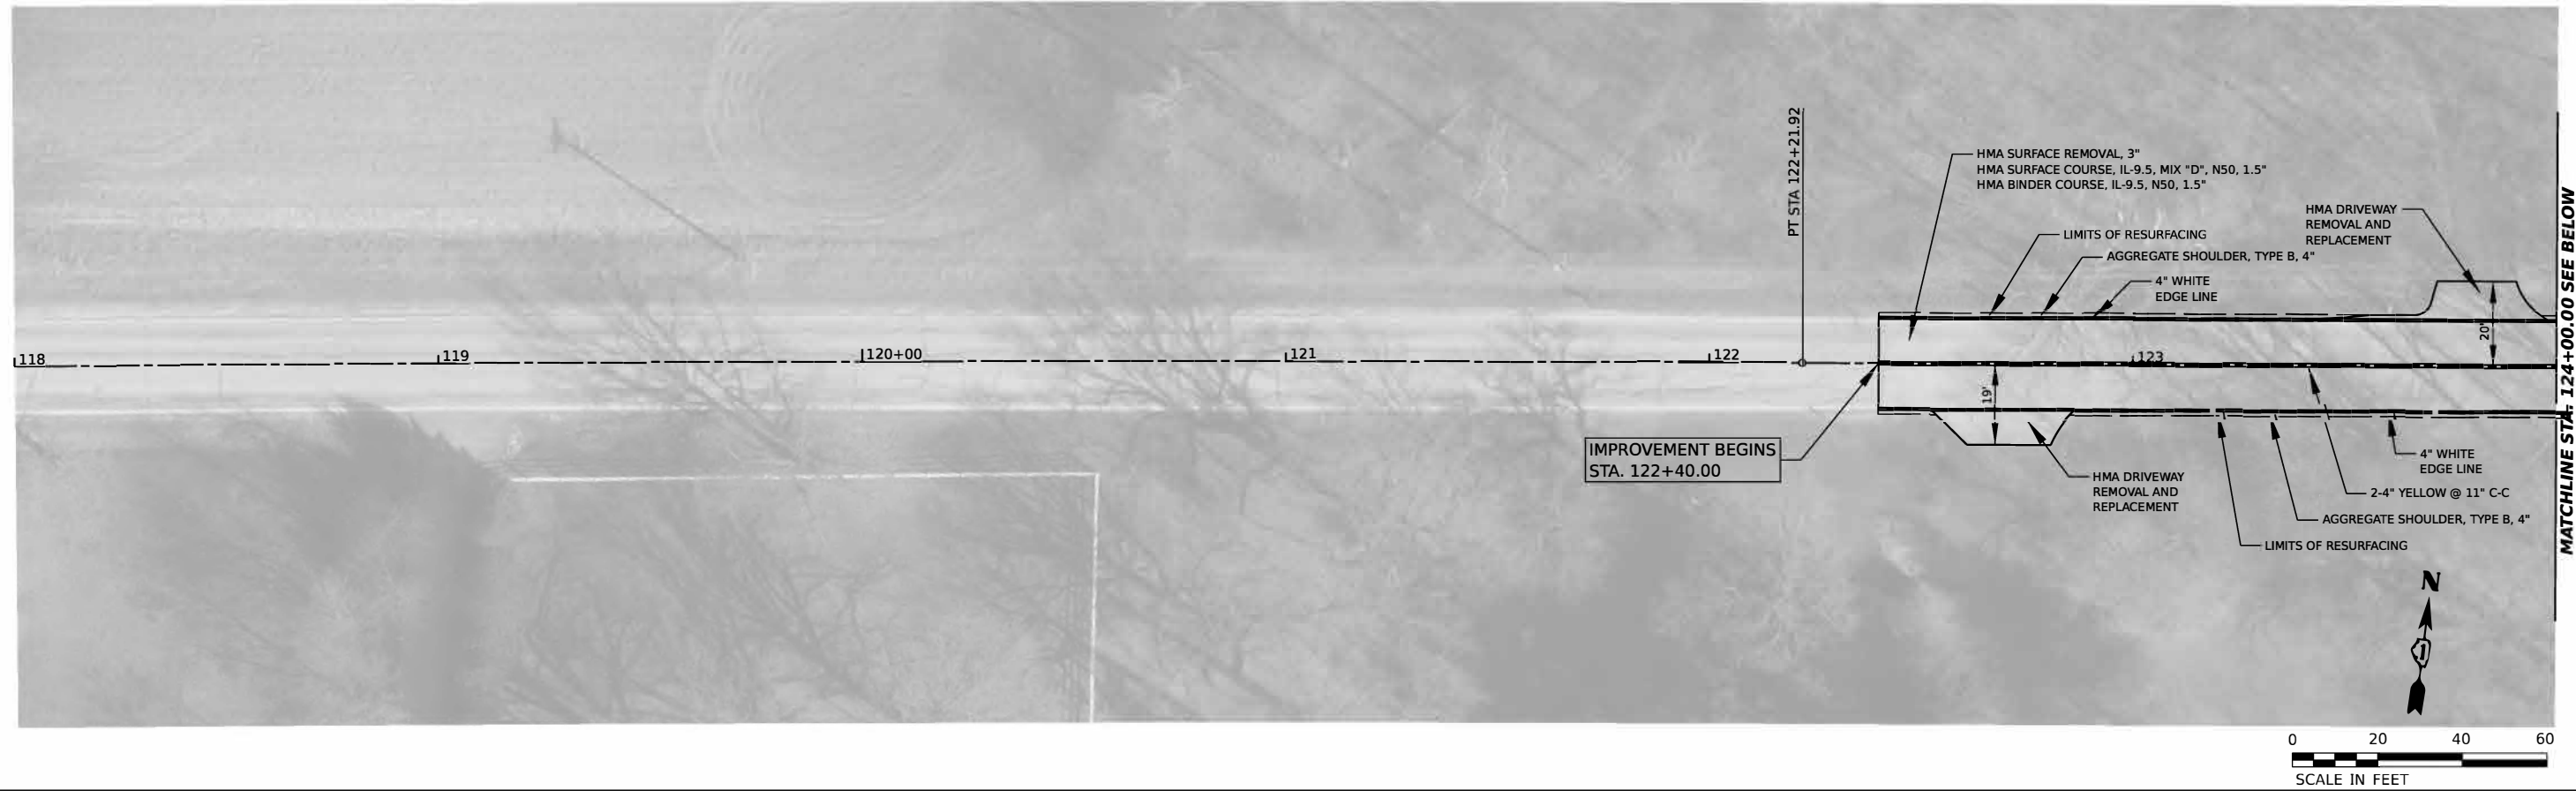 PT STA 122+21.92
HMA SURFACE REMOVAL, 3"
HMA SURFACE COURSE, IL-9.5, MIX "D", N50, 1.5"
HMA BINDER COURSE, IL-9.5, N50, 1.5"
LIMITS OF RESURFACING
AGGREGATE SHOULDER, TYPE B, 4"
4" WHITE
EDGE LINE
HMA DRIVEWAY
REMOVAL AND
REPLACEMENT
MATCHLINE STA. 124+00.00 SEE BELOW
20'
118
119
120+00
121
122
123
19'
IMPROVEMENT BEGINS
STA. 122+40.00
HMA DRIVEWAY
REMOVAL AND
REPLACEMENT
4" WHITE
EDGE LINE
2-4" YELLOW @ 11" C-C
AGGREGATE SHOULDER, TYPE B, 4"
LIMITS OF RESURFACING
N
1
0 20 40 60
SCALE IN FEET